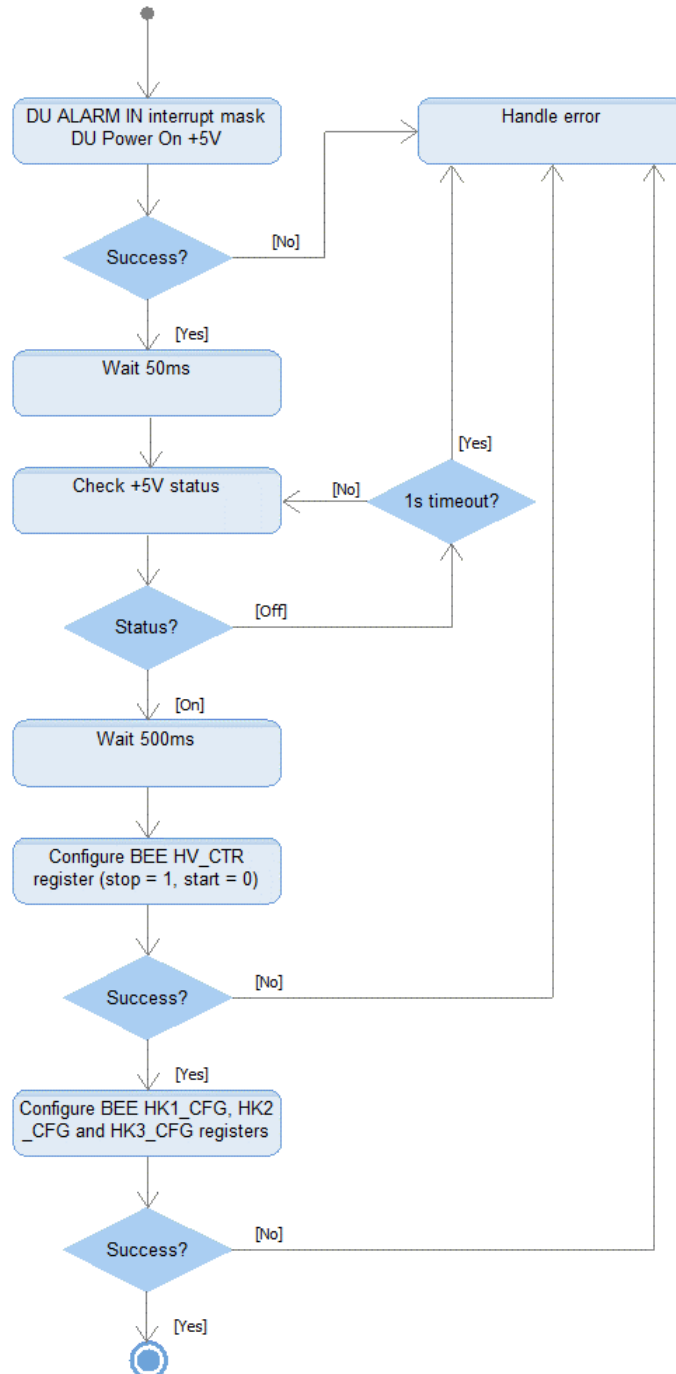 DU ALARM IN interrupt mask
DU Power On +5V
Handle error
Success?
[No]
[Yes]
Wait 50ms
[Yes]
Check +5V status
[No]
1s timeout?
Status?
[Off]
[On]
Wait 500ms
Configure BEE HV_CTR
register (stop = 1, start = 0)
Success?
[No]
[Yes]
Configure BEE HK1_CFG, HK2
_CFG and HK3_CFG registers
Success?
[No]
[Yes]